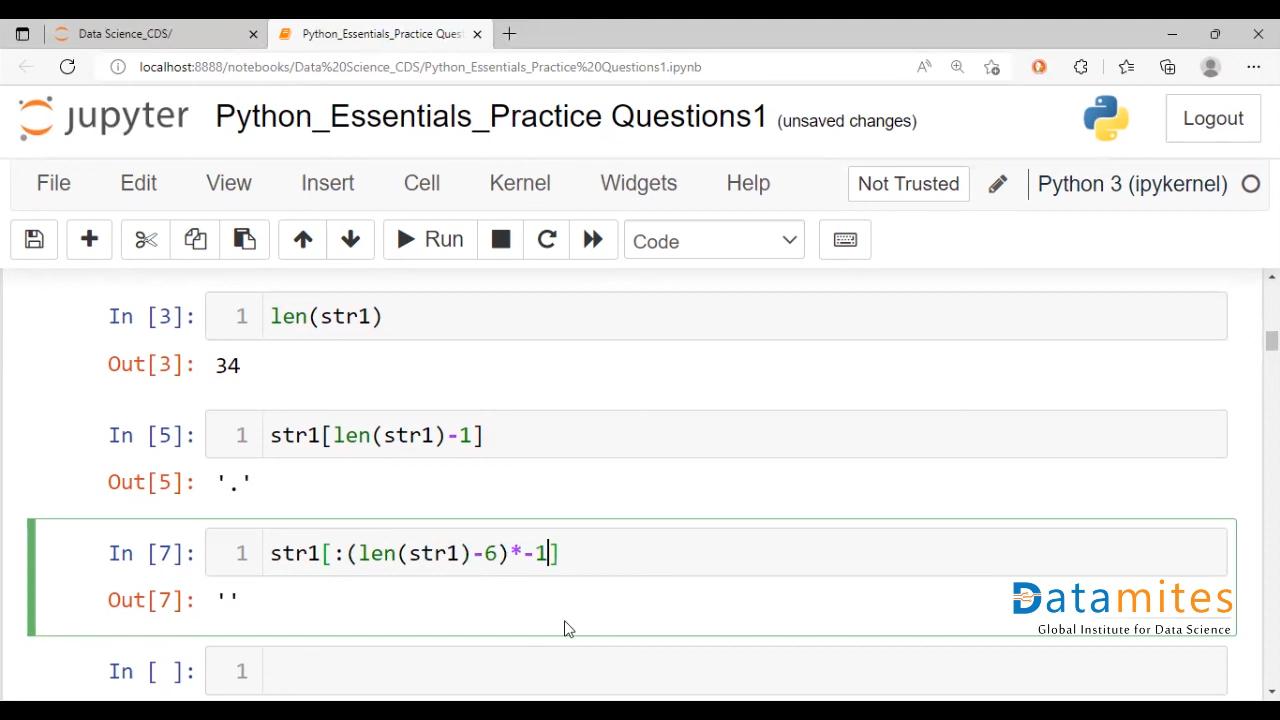 Data Science_CDS/
Python_Essentials_Practice Quest
localhost:8888/notebooks/Data%20Science_CDS/Python_Essentials_Practice%20Questions1.ipynb
jupyter Python_Essentials_Practice Questions1 (unsaved changes)
Logout
File Edit View Insert Cell Kernel Widgets Help
Not Trusted
Python 3 (ipykernel)
Run
Code
In [3]: 1 len(str1)
Out[3]: 34
In [5]: 1 str1[len(str1)-1]
Out[5]: '.'
In [7]: 1 str1[:(len(str1)-6)*-1]
Out[7]: ''
Datamites
Global Institute for Data Science
In [ ]: 1